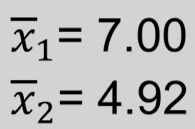 x̄₁= 7.00
x̄₂= 4.92